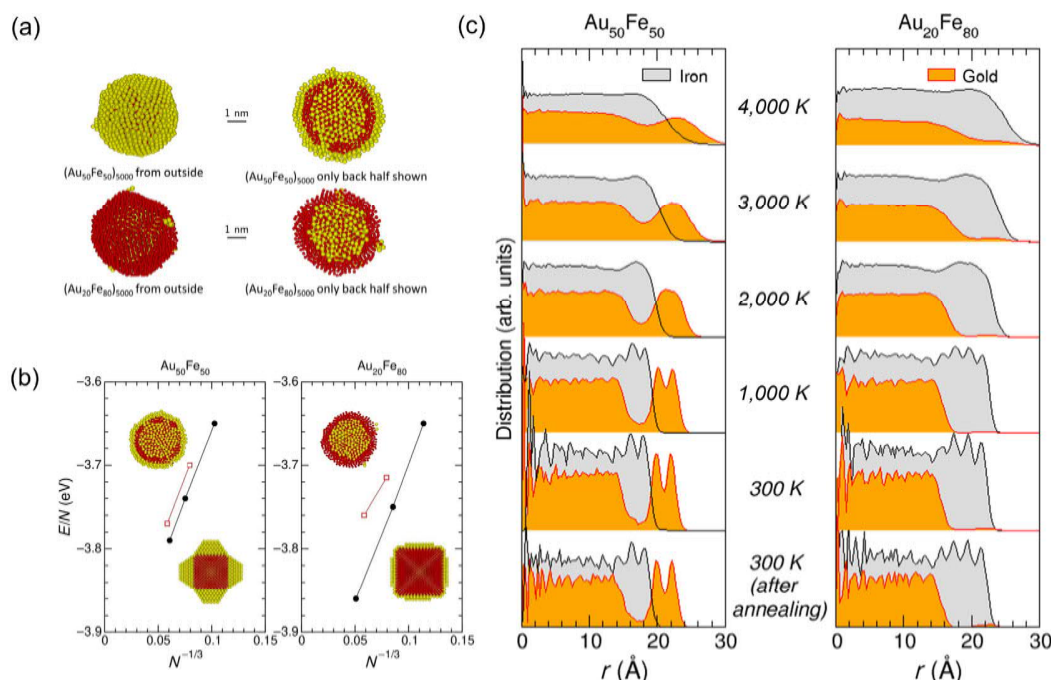 (a)
1 nm
(Au50Fe50)5000 from outside
(Au50Fe50)5000 only back half shown
1 nm
(Au20Fe80)5000 from outside
(Au20Fe80)5000 only back half shown
(b)
Au50Fe50
Au20Fe80
−3.6
−3.7
−3.8
−3.9
E/N (eV)
0 0.05 0.1 0.15
N−1/3
−3.6
−3.7
−3.8
−3.9
0 0.05 0.1 0.15
N−1/3
(c)
Au50Fe50
Au20Fe80
Iron
Gold
4,000 K
3,000 K
2,000 K
1,000 K
300 K
300 K
(after
annealing)
Distribution (arb. units)
0 10 20 30
r (Å)
0 10 20 30
r (Å)